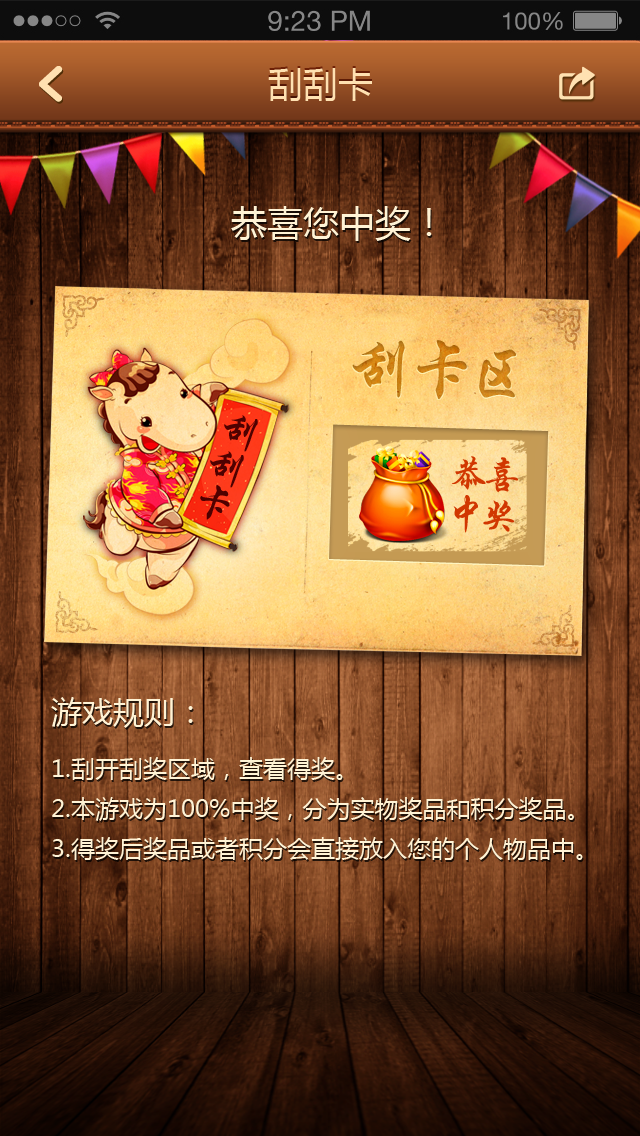 9:23 PM 100%
刮刮卡
恭喜您中奖！
刮卡区
刮刮卡
恭喜
中奖
游戏规则：
1.刮开刮奖区域，查看得奖。
2.本游戏为100%中奖，分为实物奖品和积分奖品。
3.得奖后奖品或者积分会直接放入您的个人物品中。